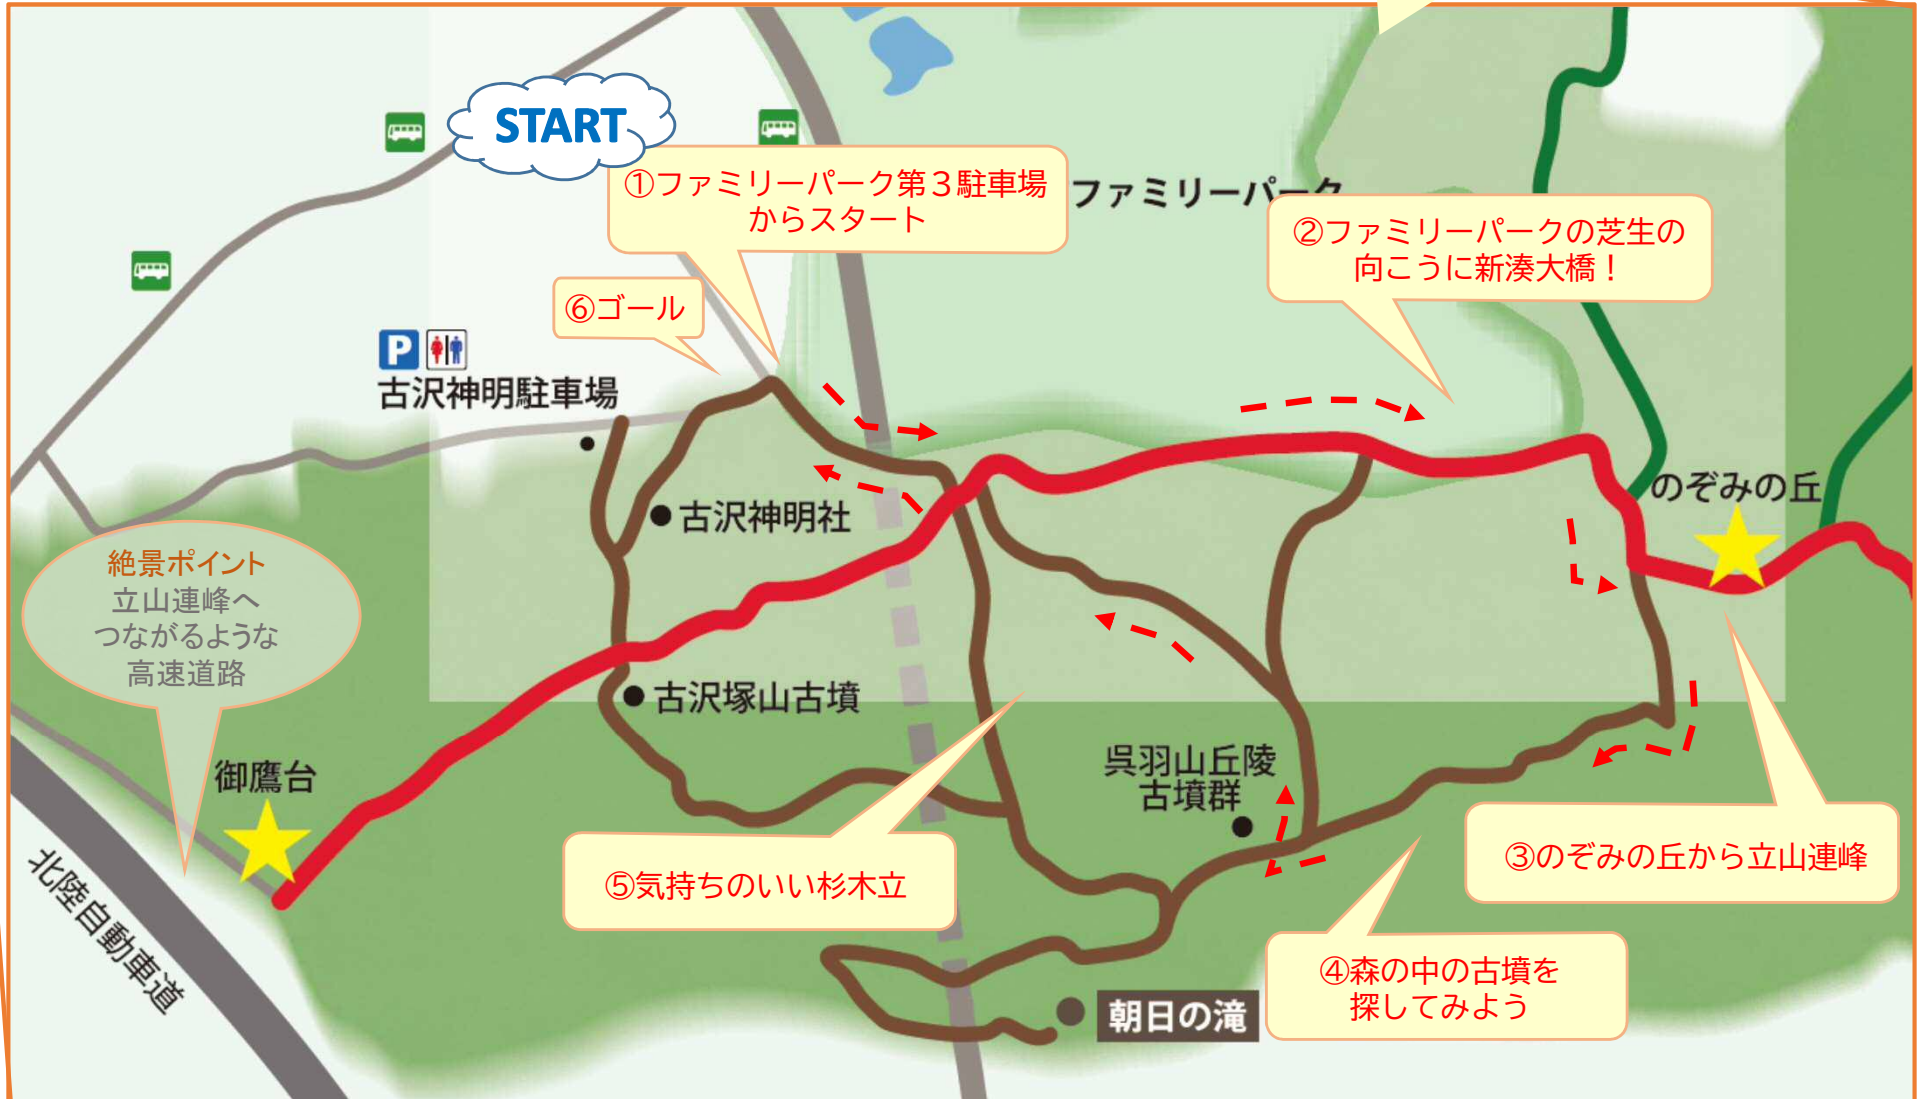 START
①ファミリーパーク第３駐車場
からスタート
ファミリーパーク
②ファミリーパークの芝生の
向こうに新湊大橋！
⑥ゴール
P
古沢神明駐車場
のぞみの丘
古沢神明社
絶景ポイント
立山連峰へ
つながるような
高速道路
古沢塚山古墳
御鷹台
呉羽山丘陵
古墳群
③のぞみの丘から立山連峰
⑤気持ちのいい杉木立
北陸自動車道
④森の中の古墳を
探してみよう
朝日の滝